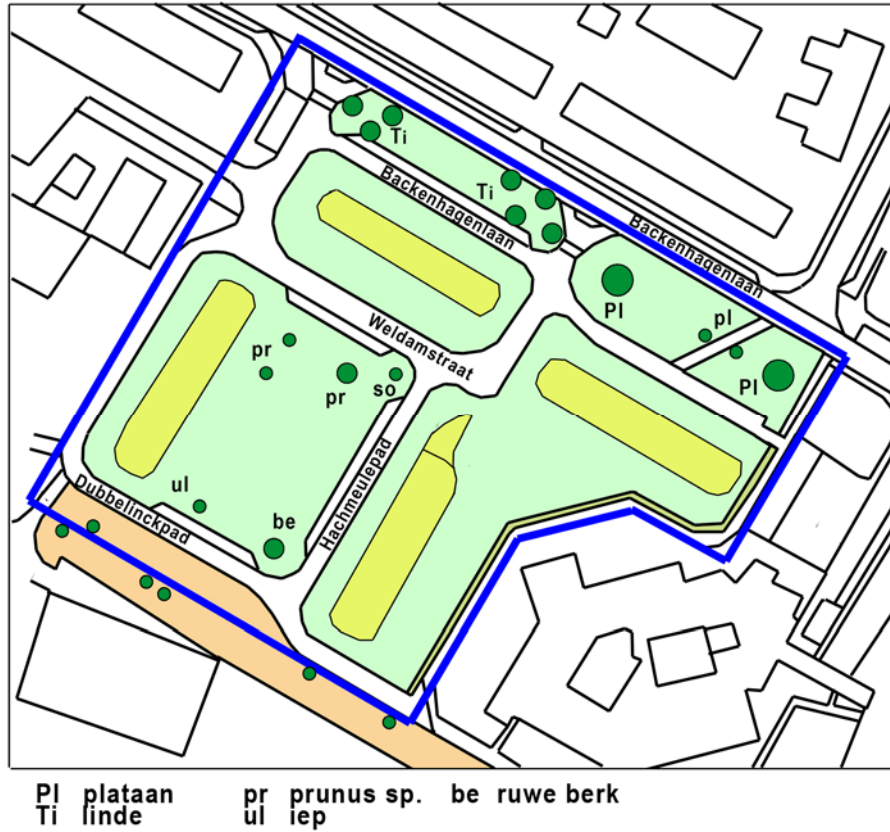 Ti
Backenhagenlaan
Ti
Backenhagenlaan
Pl
pl
Weldamstraat
pr
pr
so
Pl
Hachmeulepad
ul
be
Dubbelinckpad
Pl plataan pr prunus sp. be ruwe berk
Ti linde ul iep